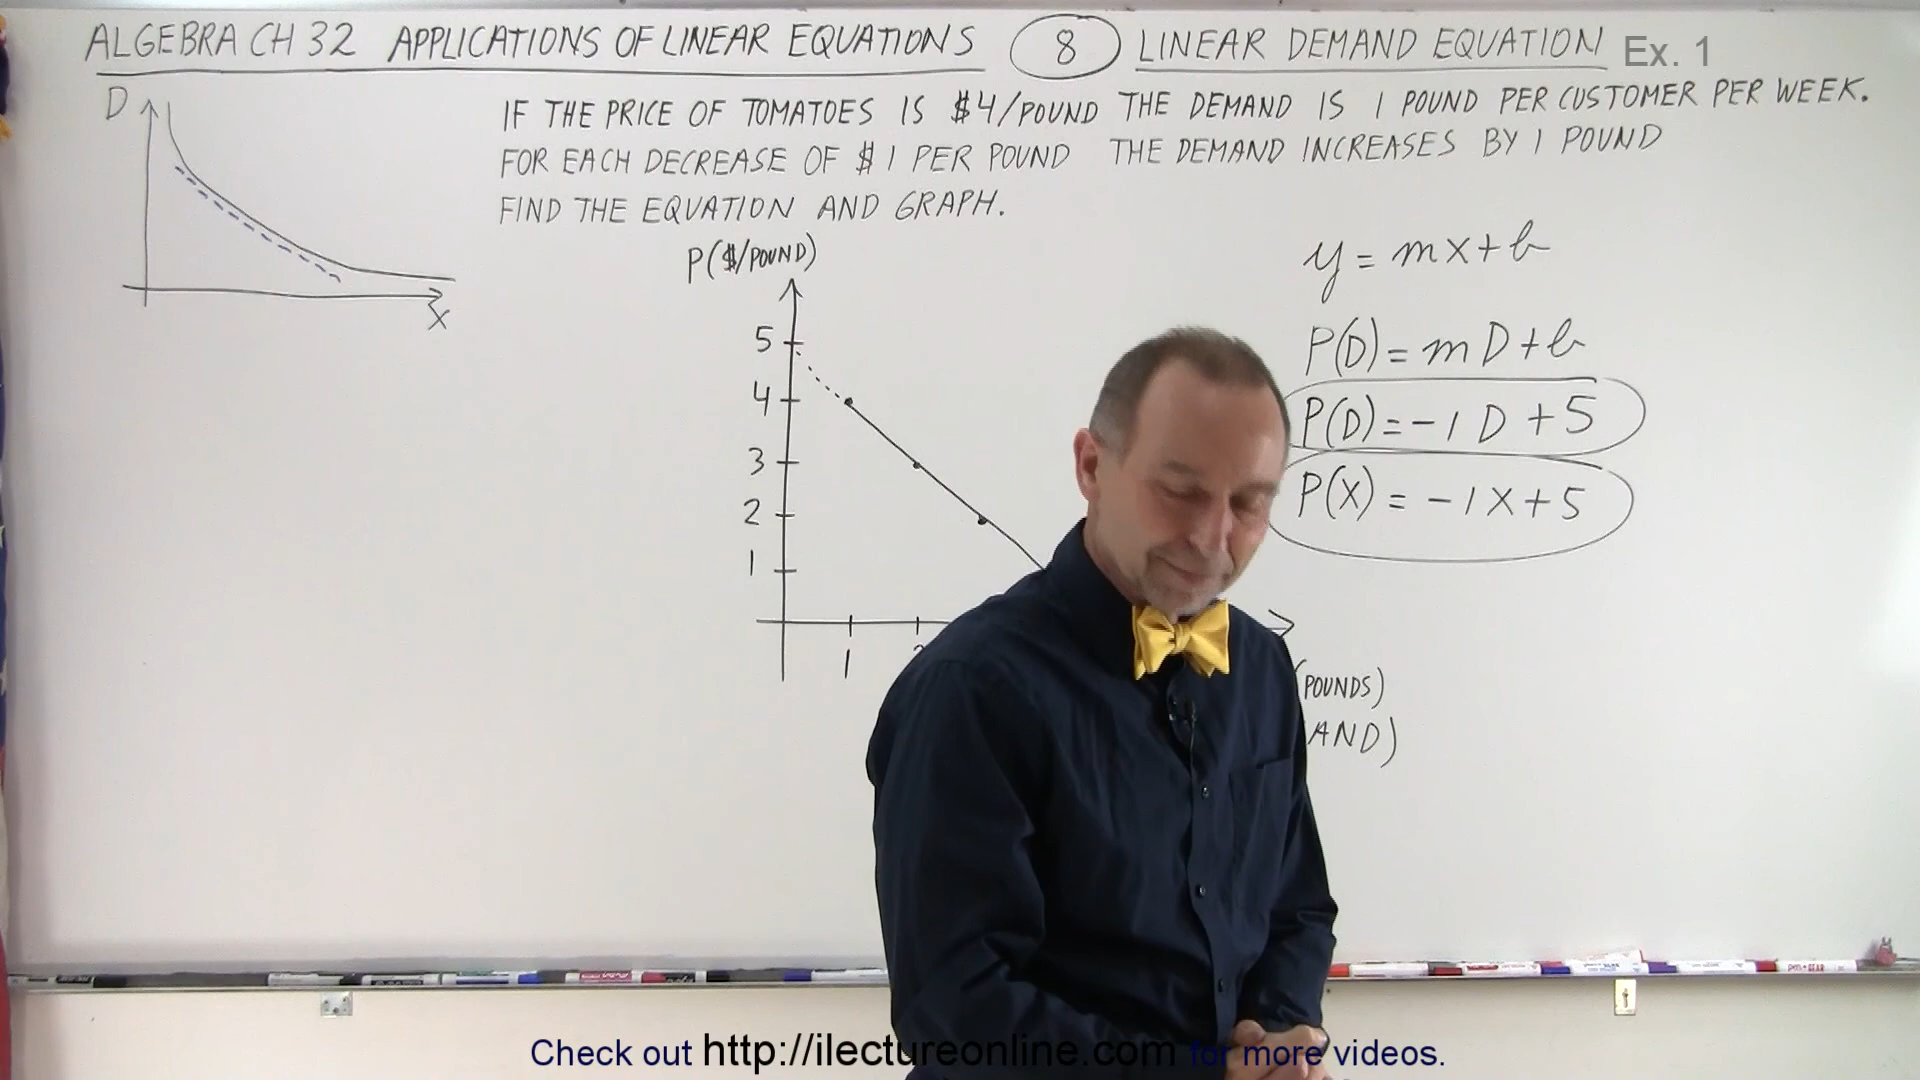 ALGEBRA CH 32 APPLICATIONS OF LINEAR EQUATIONS 8 LINEAR DEMAND EQUATION Ex. 1
D
X
IF THE PRICE OF TOMATOES IS $4/POUND THE DEMAND IS 1 POUND PER CUSTOMER PER WEEK.
FOR EACH DECREASE OF $1 PER POUND THE DEMAND INCREASES BY 1 POUND
FIND THE EQUATION AND GRAPH.
P($/POUND)
5
4
3
2
1
1
y = mx+b
P(D) = mD+b
P(D) = -1D+5
P(X) = -1X+5
(POUNDS)
AND)
Check out http://ilectureonline.com for more videos.